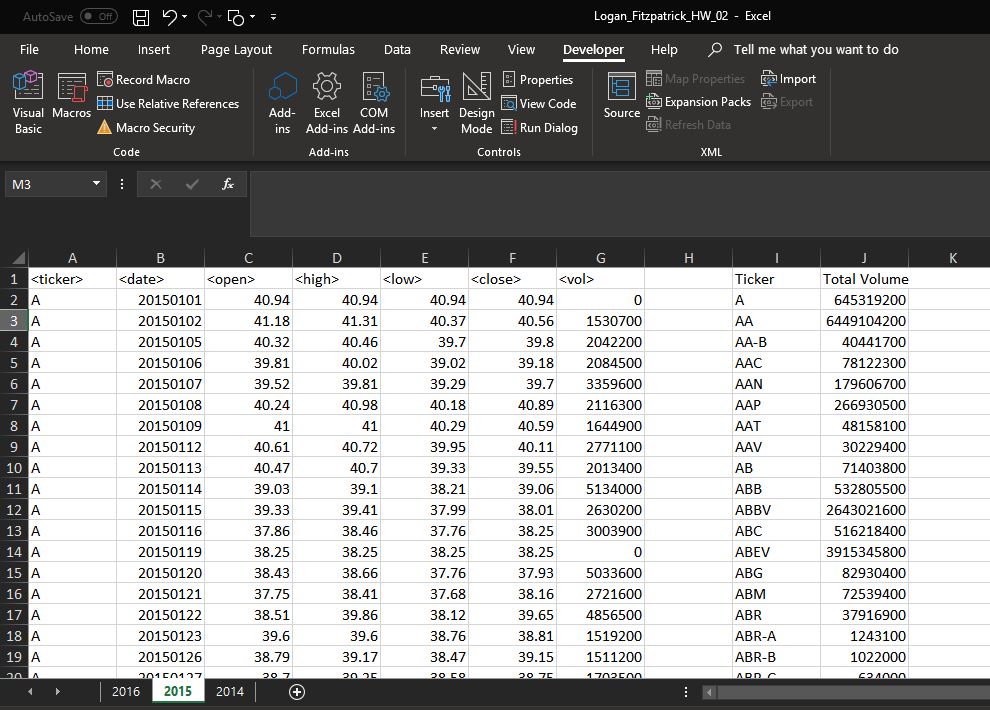 AutoSave Off Logan_Fitzpatrick_HW_02 - Excel
File Home Insert Page Layout Formulas Data Review View Developer Help Tell me what you want to do
Visual Basic Macros Record Macro Use Relative References Macro Security
Add-ins Excel Add-ins COM Add-ins
Insert Design Mode Properties View Code Run Dialog
Source Map Properties Expansion Packs Refresh Data Import Export
Code Add-ins Controls XML
M3 fx
A B C D E F G H I J K
1 <ticker> <date> <open> <high> <low> <close> <vol> Ticker Total Volume
2 A 20150101 40.94 40.94 40.94 40.94 0 A 645319200
3 A 20150102 41.18 41.31 40.37 40.56 1530700 AA 6449104200
4 A 20150105 40.32 40.46 39.7 39.8 2042200 AA-B 40441700
5 A 20150106 39.81 40.02 39.02 39.18 2084500 AAC 78122300
6 A 20150107 39.52 39.81 39.29 39.7 3359600 AAN 179606700
7 A 20150108 40.24 40.98 40.18 40.89 2116300 AAP 266930500
8 A 20150109 41 41 40.29 40.59 1644900 AAT 48158100
9 A 20150112 40.61 40.72 39.95 40.11 2771100 AAV 30229400
10 A 20150113 40.47 40.7 39.33 39.55 2013400 AB 71403800
11 A 20150114 39.03 39.1 38.21 39.06 5134000 ABB 532805500
12 A 20150115 39.33 39.41 37.99 38.01 2630200 ABBV 2643021600
13 A 20150116 37.86 38.46 37.76 38.25 3003900 ABC 516218400
14 A 20150119 38.25 38.25 38.25 38.25 0 ABEV 3915345800
15 A 20150120 38.43 38.66 37.76 37.93 5033600 ABG 82930400
16 A 20150121 37.75 38.41 37.68 38.16 2721600 ABM 72539400
17 A 20150122 38.51 39.86 38.12 39.65 4856500 ABR 37916900
18 A 20150123 39.6 39.6 38.76 38.81 1519200 ABR-A 1243100
19 A 20150126 38.79 39.17 38.47 39.15 1511200 ABR-B 1022000
20 A 20150127 38.7 39.25 38.58 38.75 1703500 ABR-C 634000
2016 2015 2014